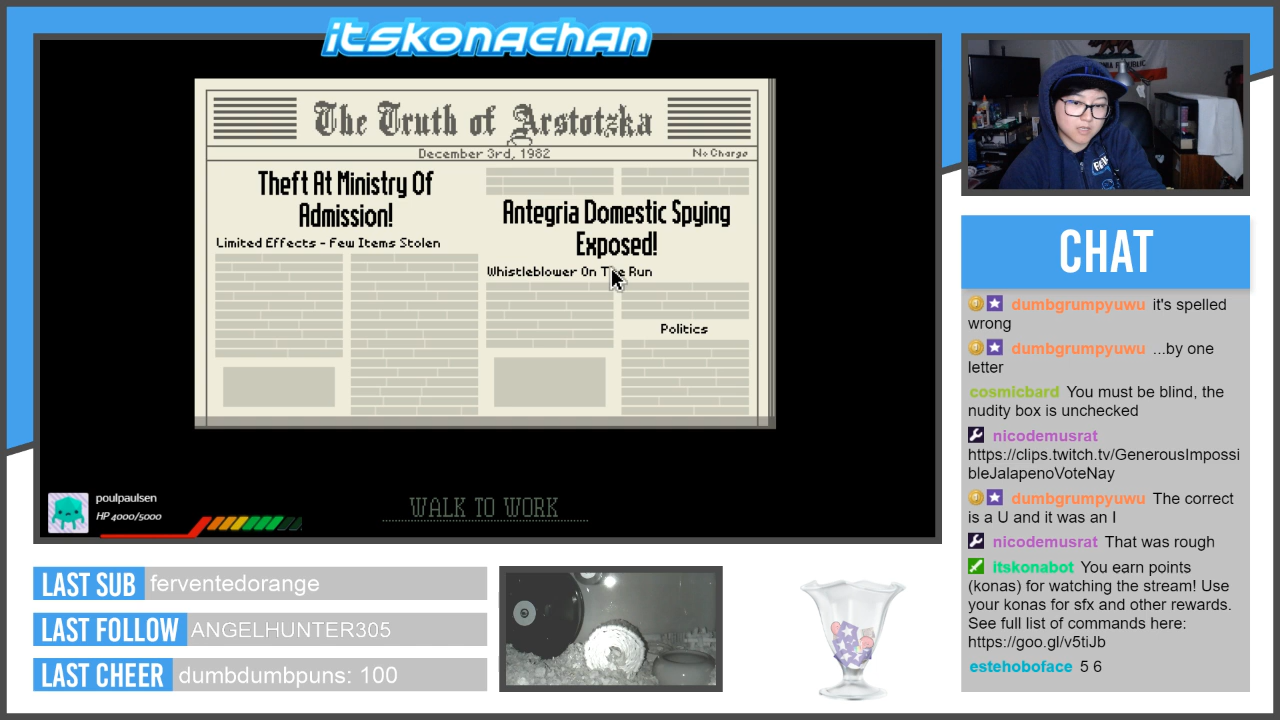 itskonachan
The Truth of Arstotzka
December 3rd, 1982
No Charge
Theft At Ministry Of
Admission!
Limited Effects - Few Items Stolen
Antegria Domestic Spying
Exposed!
Whistleblower On The Run
Politics
WALK TO WORK
poulpaulsen
HP 4000/5000
LAST SUB ferventedorange
LAST FOLLOW ANGELHUNTER305
LAST CHEER dumbdumbpuns: 100
CHAT
dumbgrumpyuwu it's spelled
wrong
dumbgrumpyuwu ...by one
letter
cosmicbard You must be blind, the
nudity box is unchecked
nicodemusrat
https://clips.twitch.tv/GenerousImpossi
bleJalapenoVoteNay
dumbgrumpyuwu The correct
is a U and it was an I
nicodemusrat That was rough
itskonabot You earn points
(konas) for watching the stream! Use
your konas for sfx and other rewards.
See full list of commands here:
https://goo.gl/v5tiJb
estehoboface 5 6